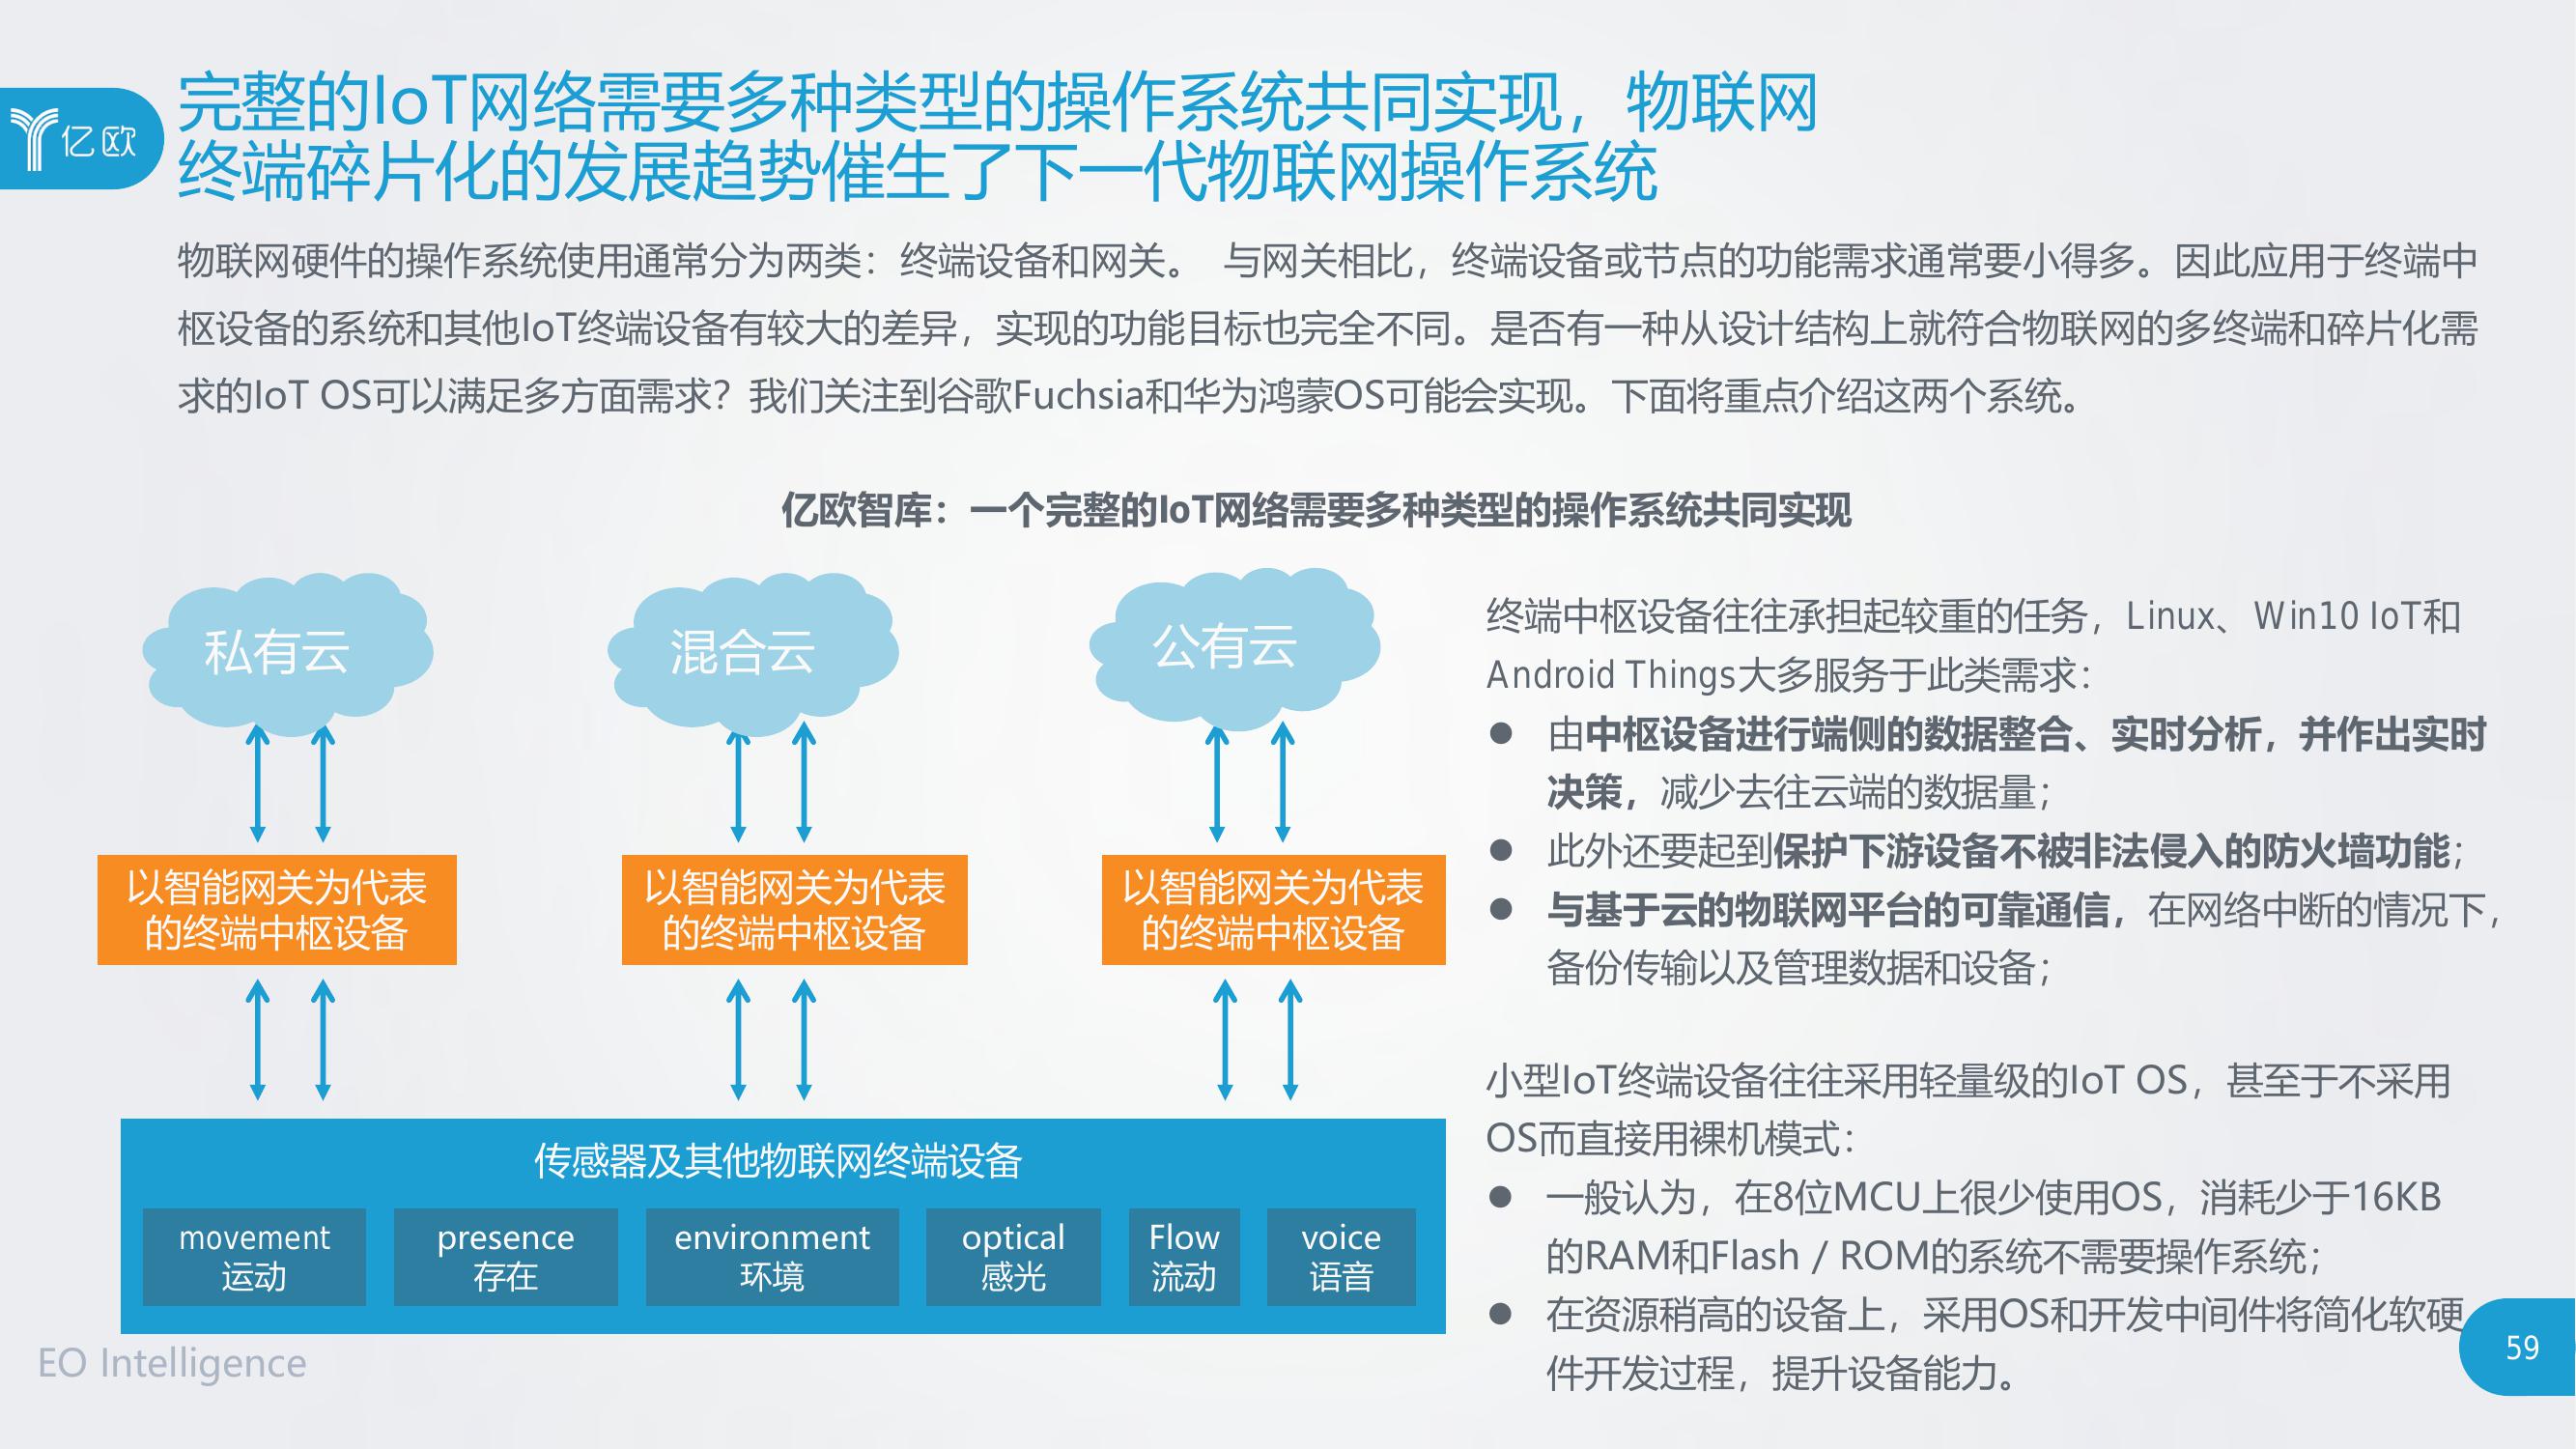 亿欧
完整的IoT网络需要多种类型的操作系统共同实现，物联网
终端碎片化的发展趋势催生了下一代物联网操作系统
物联网硬件的操作系统使用通常分为两类：终端设备和网关。 与网关相比，终端设备或节点的功能需求通常要小得多。因此应用于终端中
枢设备的系统和其他IoT终端设备有较大的差异，实现的功能目标也完全不同。是否有一种从设计结构上就符合物联网的多终端和碎片化需
求的IoT OS可以满足多方面需求？我们关注到谷歌Fuchsia和华为鸿蒙OS可能会实现。下面将重点介绍这两个系统。
亿欧智库：一个完整的IoT网络需要多种类型的操作系统共同实现
私有云
混合云
公有云
以智能网关为代表
的终端中枢设备
以智能网关为代表
的终端中枢设备
以智能网关为代表
的终端中枢设备
传感器及其他物联网终端设备
movement
运动
presence
存在
environment
环境
optical
感光
Flow
流动
voice
语音
终端中枢设备往往承担起较重的任务，Linux、Win10 IoT和
Android Things大多服务于此类需求：
● 由中枢设备进行端侧的数据整合、实时分析，并作出实时
决策，减少去往云端的数据量；
● 此外还要起到保护下游设备不被非法侵入的防火墙功能；
● 与基于云的物联网平台的可靠通信，在网络中断的情况下，
备份传输以及管理数据和设备；
小型IoT终端设备往往采用轻量级的IoT OS，甚至于不采用
OS而直接用裸机模式：
● 一般认为，在8位MCU上很少使用OS，消耗少于16KB
的RAM和Flash / ROM的系统不需要操作系统；
● 在资源稍高的设备上，采用OS和开发中间件将简化软硬
件开发过程，提升设备能力。
EO Intelligence
59